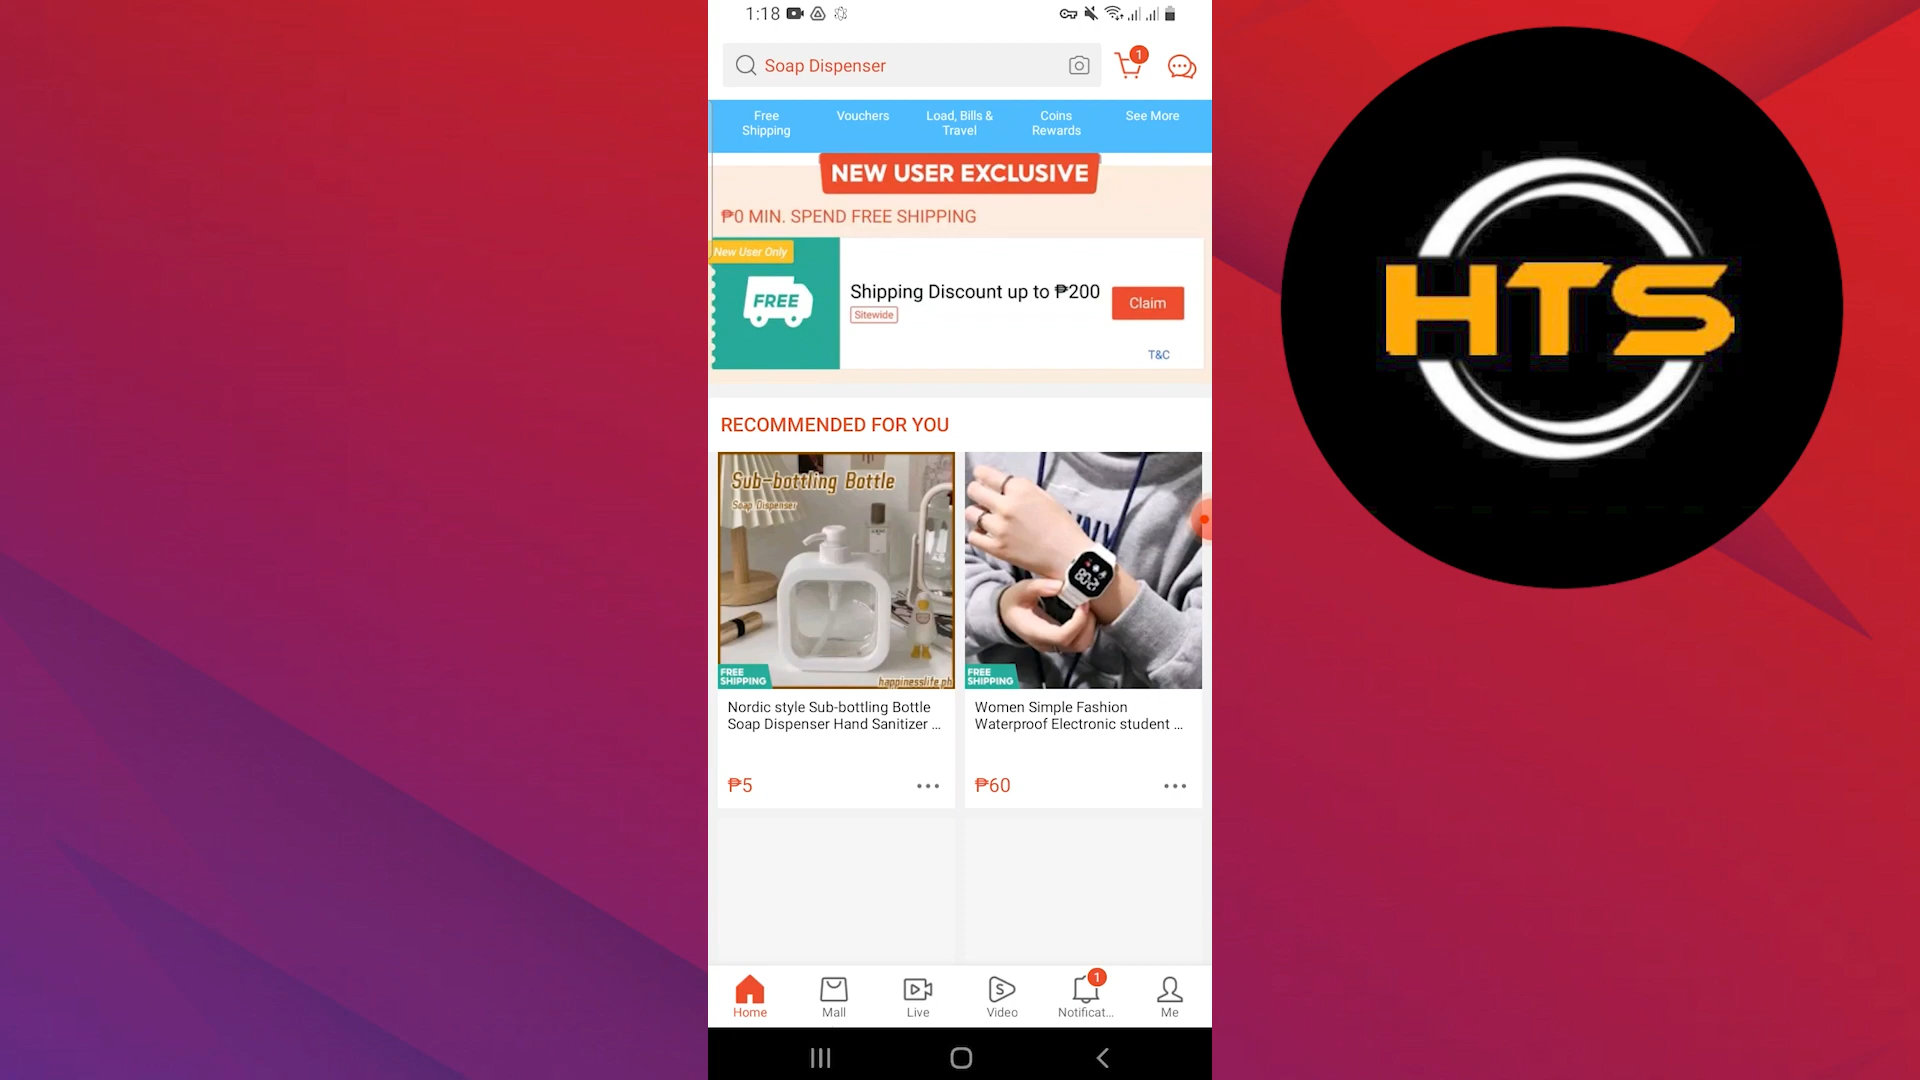 1:18
Soap Dispenser
1
Free
Shipping
Vouchers
Load, Bills &
Travel
Coins
Rewards
See More
NEW USER EXCLUSIVE
₱0 MIN. SPEND FREE SHIPPING
New User Only
FREE
Shipping Discount up to ₱200
Sitewide
Claim
T&C
RECOMMENDED FOR YOU
Sub-bottling Bottle
Soap Dispenser
FREE
SHIPPING
happinesslife.ph
FREE
SHIPPING
Nordic style Sub-bottling Bottle
Soap Dispenser Hand Sanitizer ...
Women Simple Fashion
Waterproof Electronic student ...
₱5
₱60
Home
Mall
Live
Video
1
Notificat...
Me
HTS